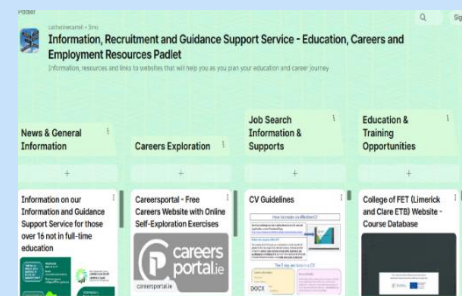 Padlet
catherinecarrel • 3mo
Information, Recruitment and Guidance Support Service - Education, Careers and
Employment Resources Padlet
Information, resources and links to websites that will help you as you plan your education and career journey
Sig
News & General
Information
Careers Exploration
Job Search
Information &
Supports
Education &
Training
Opportunities
Information on our
Information and Guidance
Support Service for those
over 16 not in full-time
education
Careersportal - Free
Careers Website with Online
Self-Exploration Exercises
careers
portal.ie
careersportal.ie
CV Guidelines
DOCX
College of FET (Limerick
and Clare ETB) Website -
Course Database